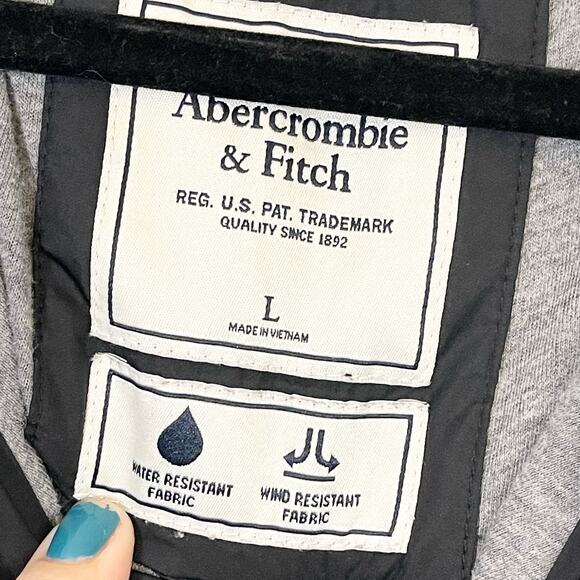 Abercrombie
& Fitch
REG. U.S. PAT. TRADEMARK
QUALITY SINCE 1892
L
MADE IN VIETNAM
WATER RESISTANT
FABRIC
WIND RESISTANT
FABRIC